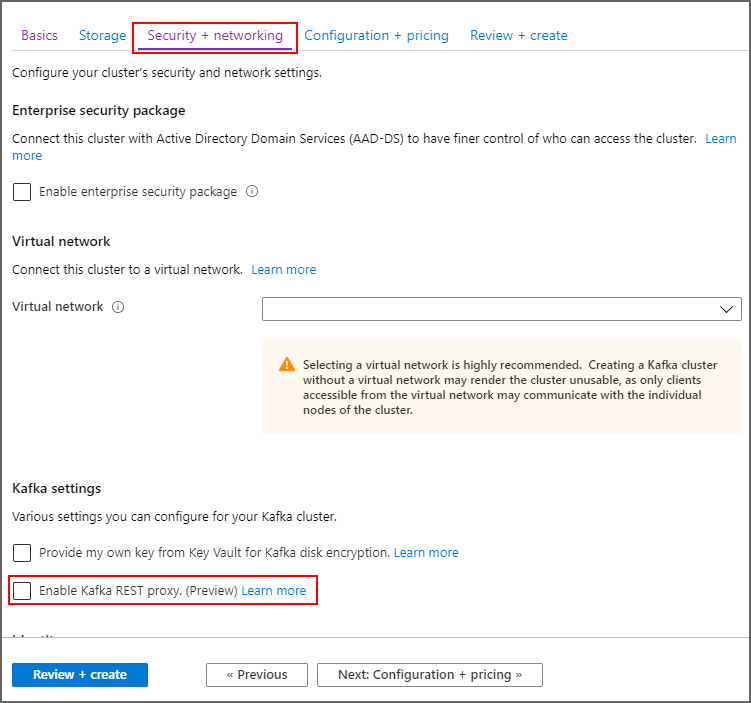 Basics Storage Security + networking Configuration + pricing Review + create
Configure your cluster's security and network settings.
Enterprise security package
Connect this cluster with Active Directory Domain Services (AAD-DS) to have finer control of who can access the cluster. Learn
more
Enable enterprise security package
Virtual network
Connect this cluster to a virtual network. Learn more
Virtual network
Selecting a virtual network is highly recommended. Creating a Kafka cluster
without a virtual network may render the cluster unusable, as only clients
accessible from the virtual network may communicate with the individual
nodes of the cluster.
Kafka settings
Various settings you can configure for your Kafka cluster.
Provide my own key from Key Vault for Kafka disk encryption. Learn more
Enable Kafka REST proxy. (Preview) Learn more
Review + create « Previous Next: Configuration + pricing »